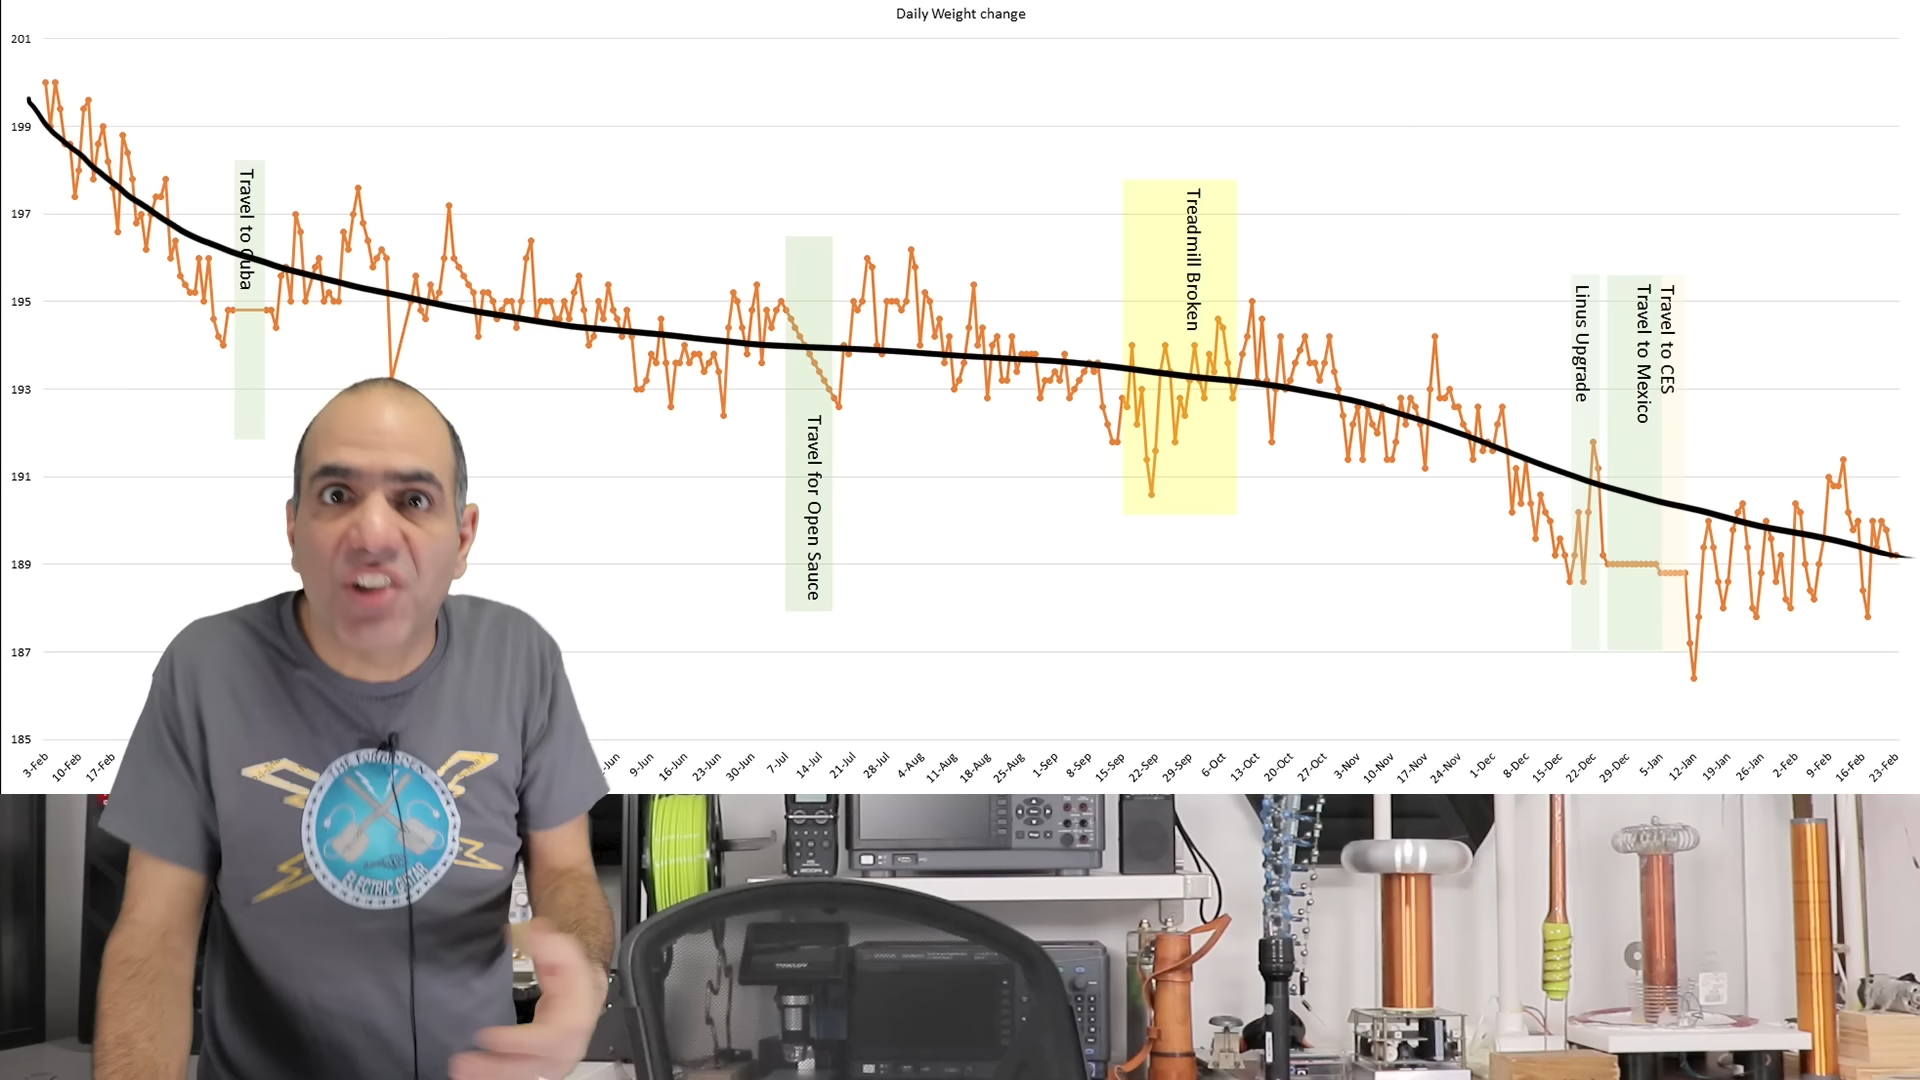 Daily Weight change
201
199
197
195
193
191
189
187
185
Travel to Cuba
Travel for Open Sauce
Treadmill Broken
Linus Upgrade
Travel to Mexico
Travel to CES
3-Feb
10-Feb
17-Feb
9-Jun
16-Jun
23-Jun
30-Jun
7-Jul
14-Jul
21-Jul
28-Jul
4-Aug
11-Aug
18-Aug
25-Aug
1-Sep
8-Sep
15-Sep
22-Sep
29-Sep
6-Oct
13-Oct
20-Oct
27-Oct
3-Nov
10-Nov
17-Nov
24-Nov
1-Dec
8-Dec
15-Dec
22-Dec
29-Dec
5-Jan
12-Jan
19-Jan
26-Jan
2-Feb
9-Feb
16-Feb
23-Feb
ELECTRIC GUITAR
zoom